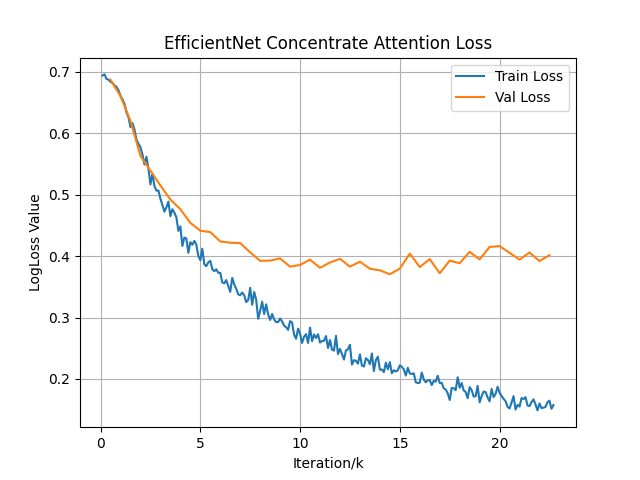 EfficientNet Concentrate Attention Loss
0.7
0.6
0.5
0.4
0.3
0.2
LogLoss Value
Train Loss
Val Loss
0
5
10
15
20
Iteration/k